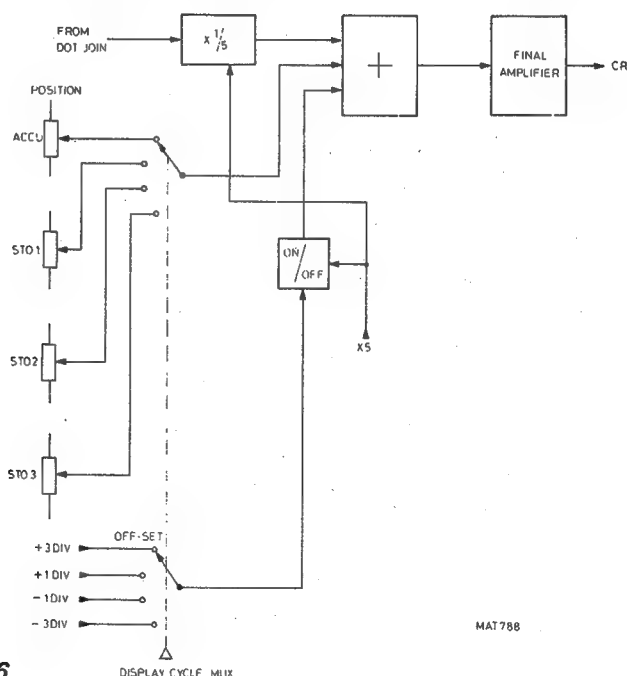 FROM
DOT JOIN
X 1/5
+
FINAL
AMPLIFIER
CR
POSITION
ACCU
STO1
STO2
STO3
ON/OFF
X5
OFF-SET
+3DIV
+1DIV
-1DIV
-3DIV
MAT788
6
DISPLAY CYCLE MUX